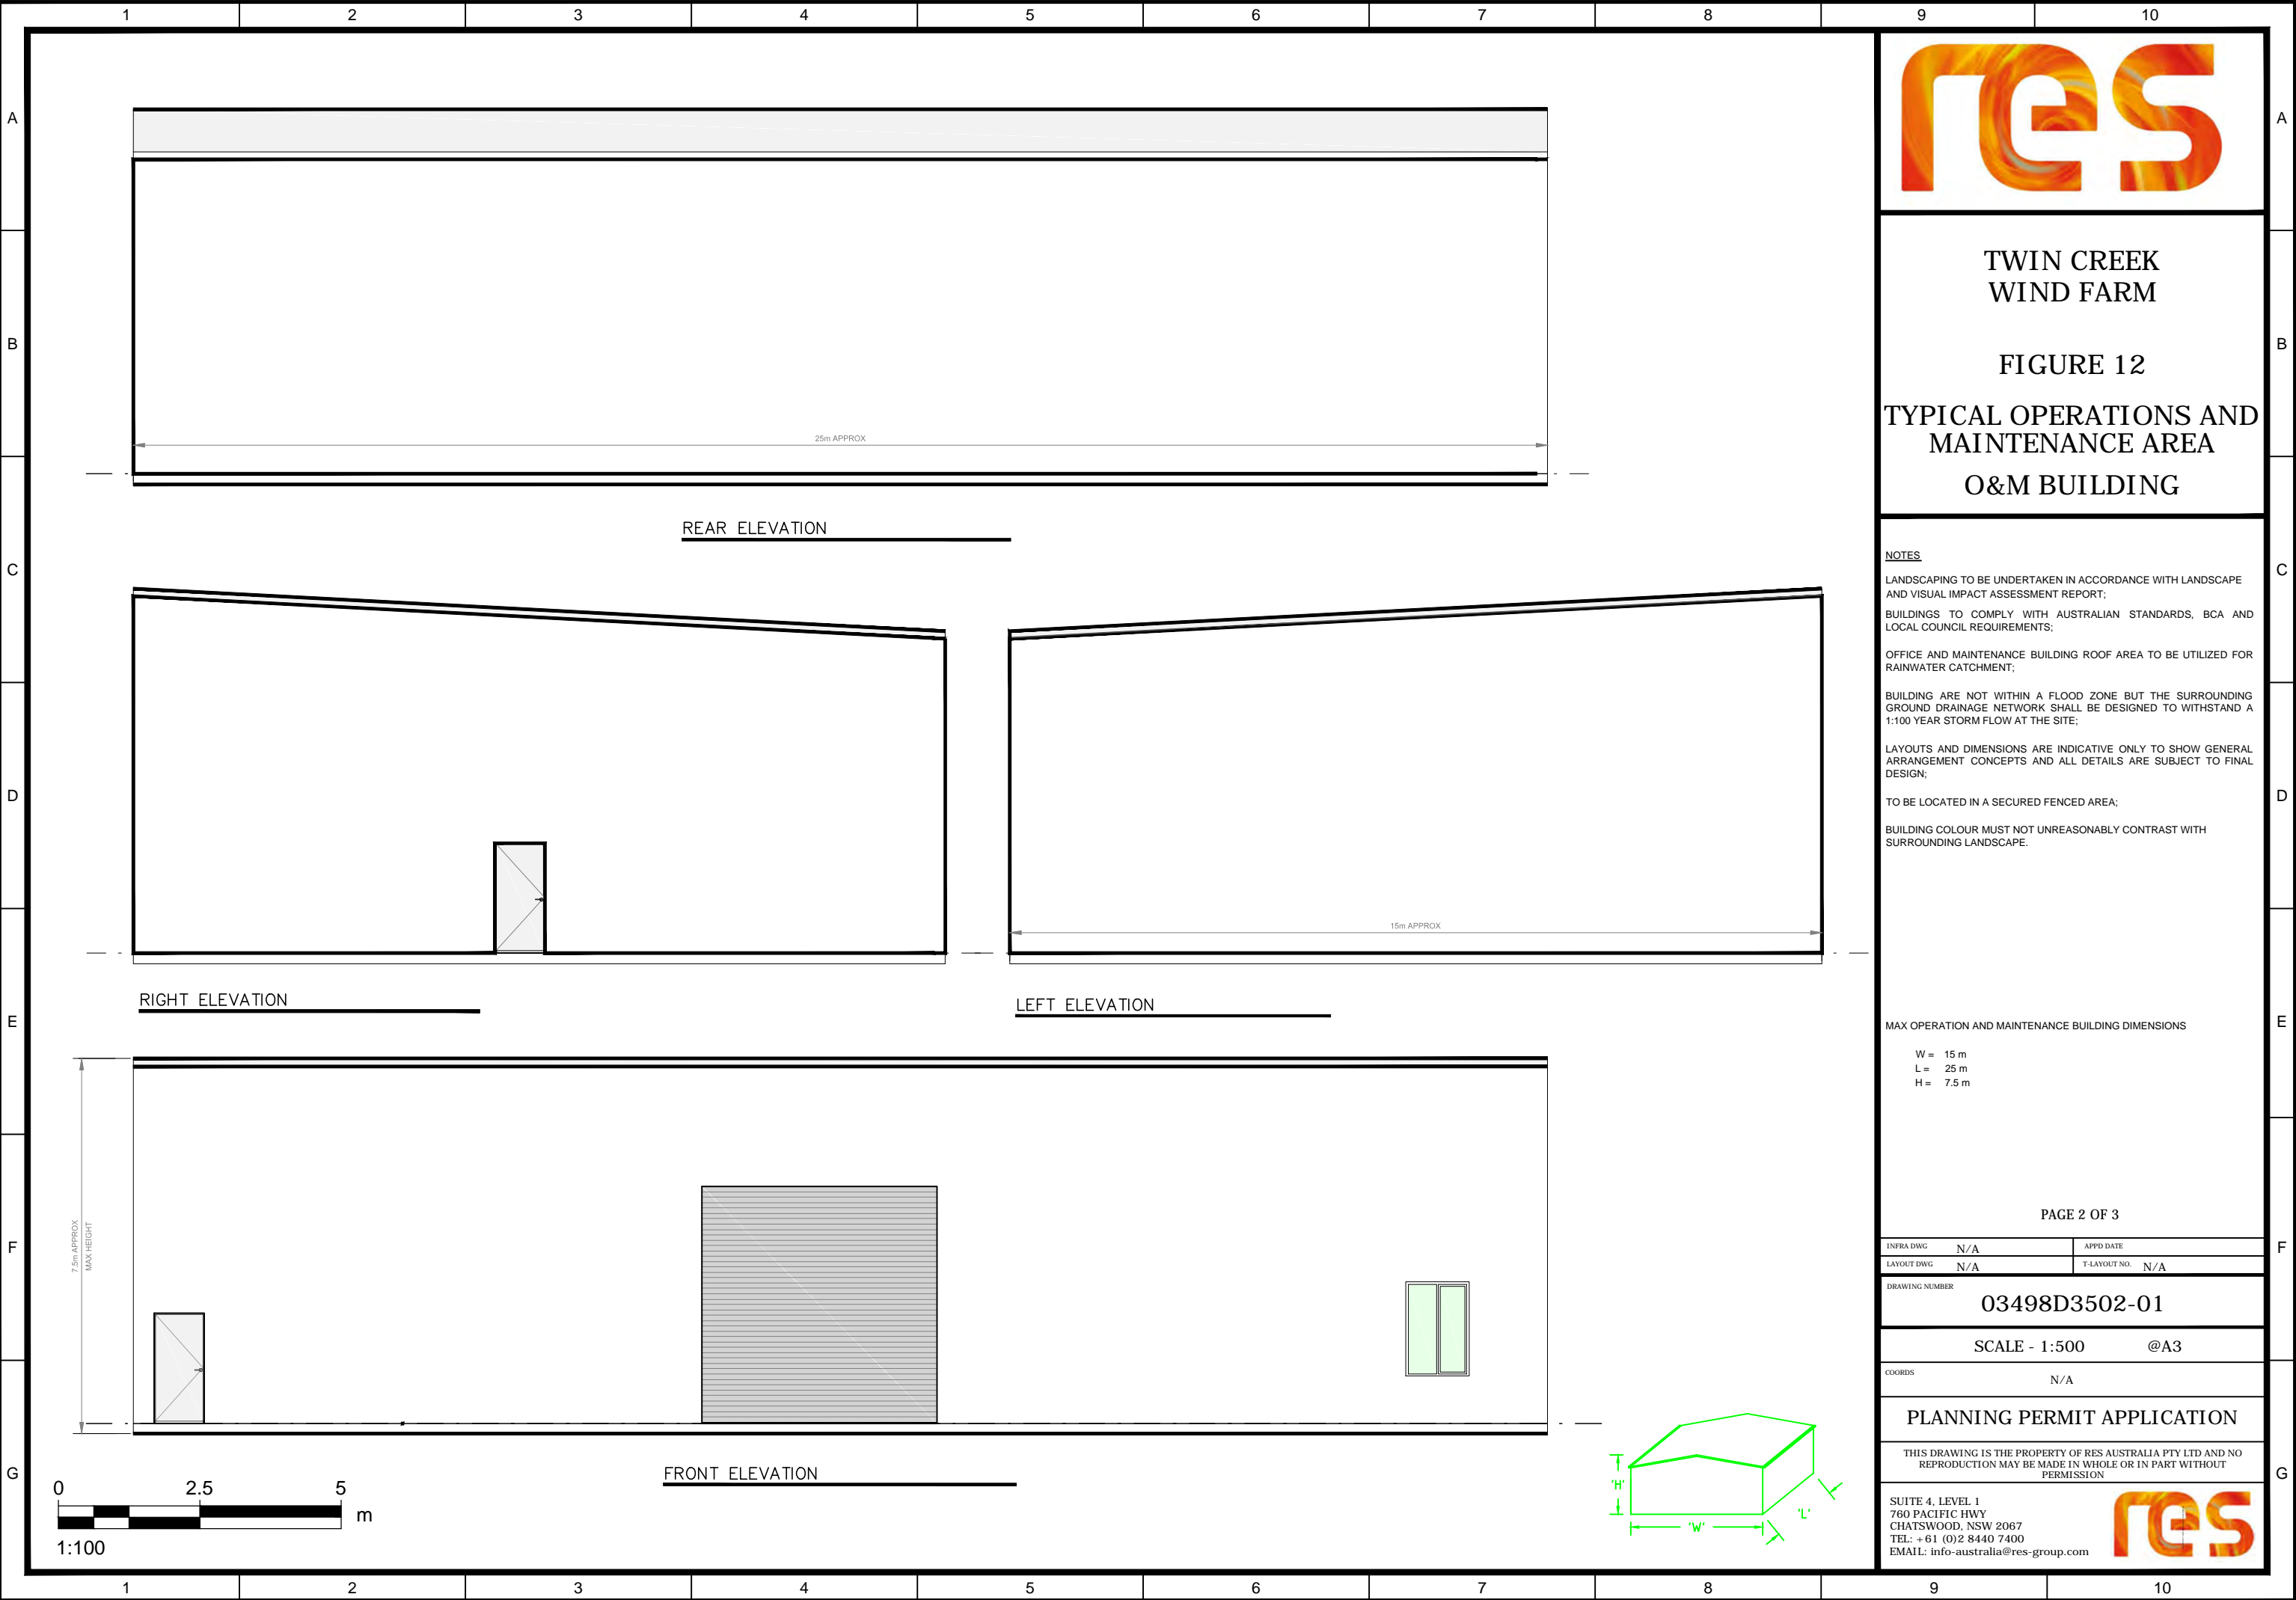 1 2 3 4 5 6 7 8 9 10
A
B
C
D
E
F
G
A
B
C
D
E
F
G
25m APPROX
REAR ELEVATION
RIGHT ELEVATION
15m APPROX
LEFT ELEVATION
7.5m APPROX
MAX HEIGHT
FRONT ELEVATION
0 2.5 5
m
1:100
'H'
'W'
'L'
res
TWIN CREEK
WIND FARM
FIGURE 12
TYPICAL OPERATIONS AND
MAINTENANCE AREA
O&M BUILDING
NOTES
LANDSCAPING TO BE UNDERTAKEN IN ACCORDANCE WITH LANDSCAPE
AND VISUAL IMPACT ASSESSMENT REPORT;
BUILDINGS TO COMPLY WITH AUSTRALIAN STANDARDS, BCA AND
LOCAL COUNCIL REQUIREMENTS;
OFFICE AND MAINTENANCE BUILDING ROOF AREA TO BE UTILIZED FOR
RAINWATER CATCHMENT;
BUILDING ARE NOT WITHIN A FLOOD ZONE BUT THE SURROUNDING
GROUND DRAINAGE NETWORK SHALL BE DESIGNED TO WITHSTAND A
1:100 YEAR STORM FLOW AT THE SITE;
LAYOUTS AND DIMENSIONS ARE INDICATIVE ONLY TO SHOW GENERAL
ARRANGEMENT CONCEPTS AND ALL DETAILS ARE SUBJECT TO FINAL
DESIGN;
TO BE LOCATED IN A SECURED FENCED AREA;
BUILDING COLOUR MUST NOT UNREASONABLY CONTRAST WITH
SURROUNDING LANDSCAPE.
MAX OPERATION AND MAINTENANCE BUILDING DIMENSIONS
W = 15 m
L = 25 m
H = 7.5 m
PAGE 2 OF 3
INFRA DWG N/A APPD DATE
LAYOUT DWG N/A T-LAYOUT NO. N/A
DRAWING NUMBER
03498D3502-01
SCALE - 1:500 @A3
COORDS
N/A
PLANNING PERMIT APPLICATION
THIS DRAWING IS THE PROPERTY OF RES AUSTRALIA PTY LTD AND NO
REPRODUCTION MAY BE MADE IN WHOLE OR IN PART WITHOUT
PERMISSION
SUITE 4, LEVEL 1
760 PACIFIC HWY
CHATSWOOD, NSW 2067
TEL: +61 (0)2 8440 7400
EMAIL: info-australia@res-group.com
res
1 2 3 4 5 6 7 8 9 10